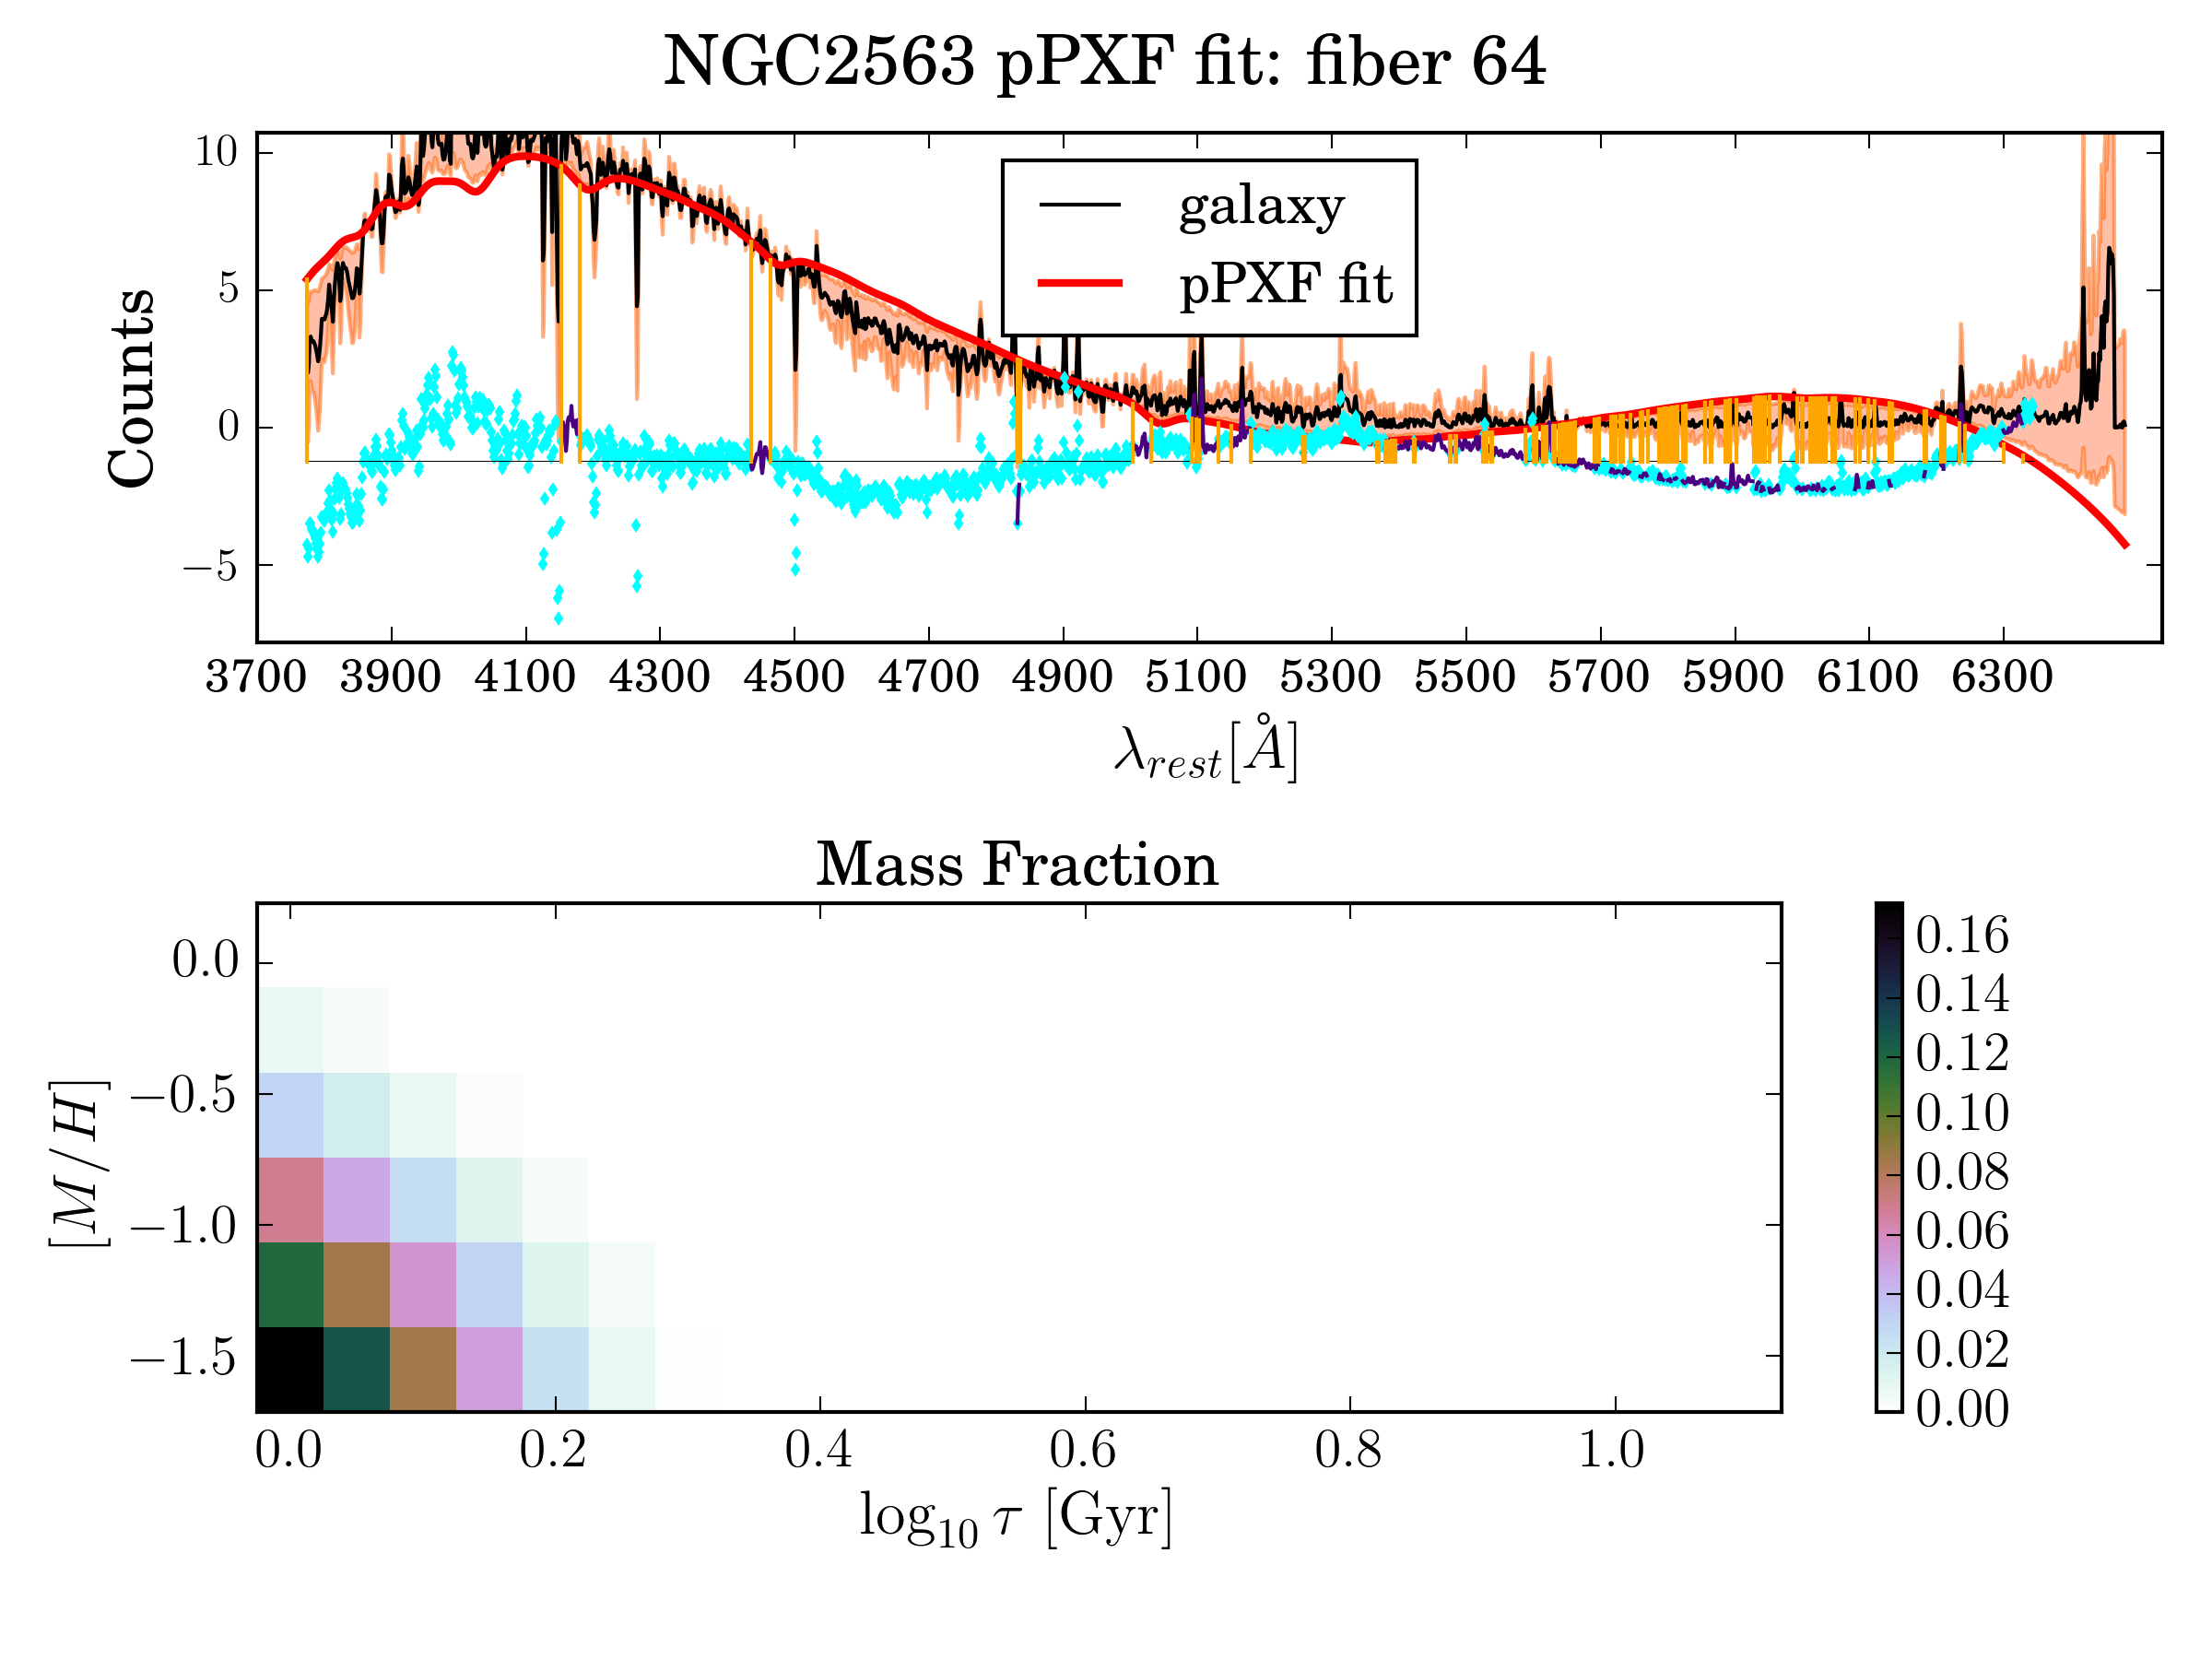 NGC2563 pPXF fit: fiber 64
Counts
10
5
0
−5
galaxy
pPXF fit
3700 3900 4100 4300 4500 4700 4900 5100 5300 5500 5700 5900 6100 6300
λrest[Å]
Mass Fraction
[M/H]
0.0
−0.5
−1.0
−1.5
0.0 0.2 0.4 0.6 0.8 1.0
log10 τ [Gyr]
0.16
0.14
0.12
0.10
0.08
0.06
0.04
0.02
0.00